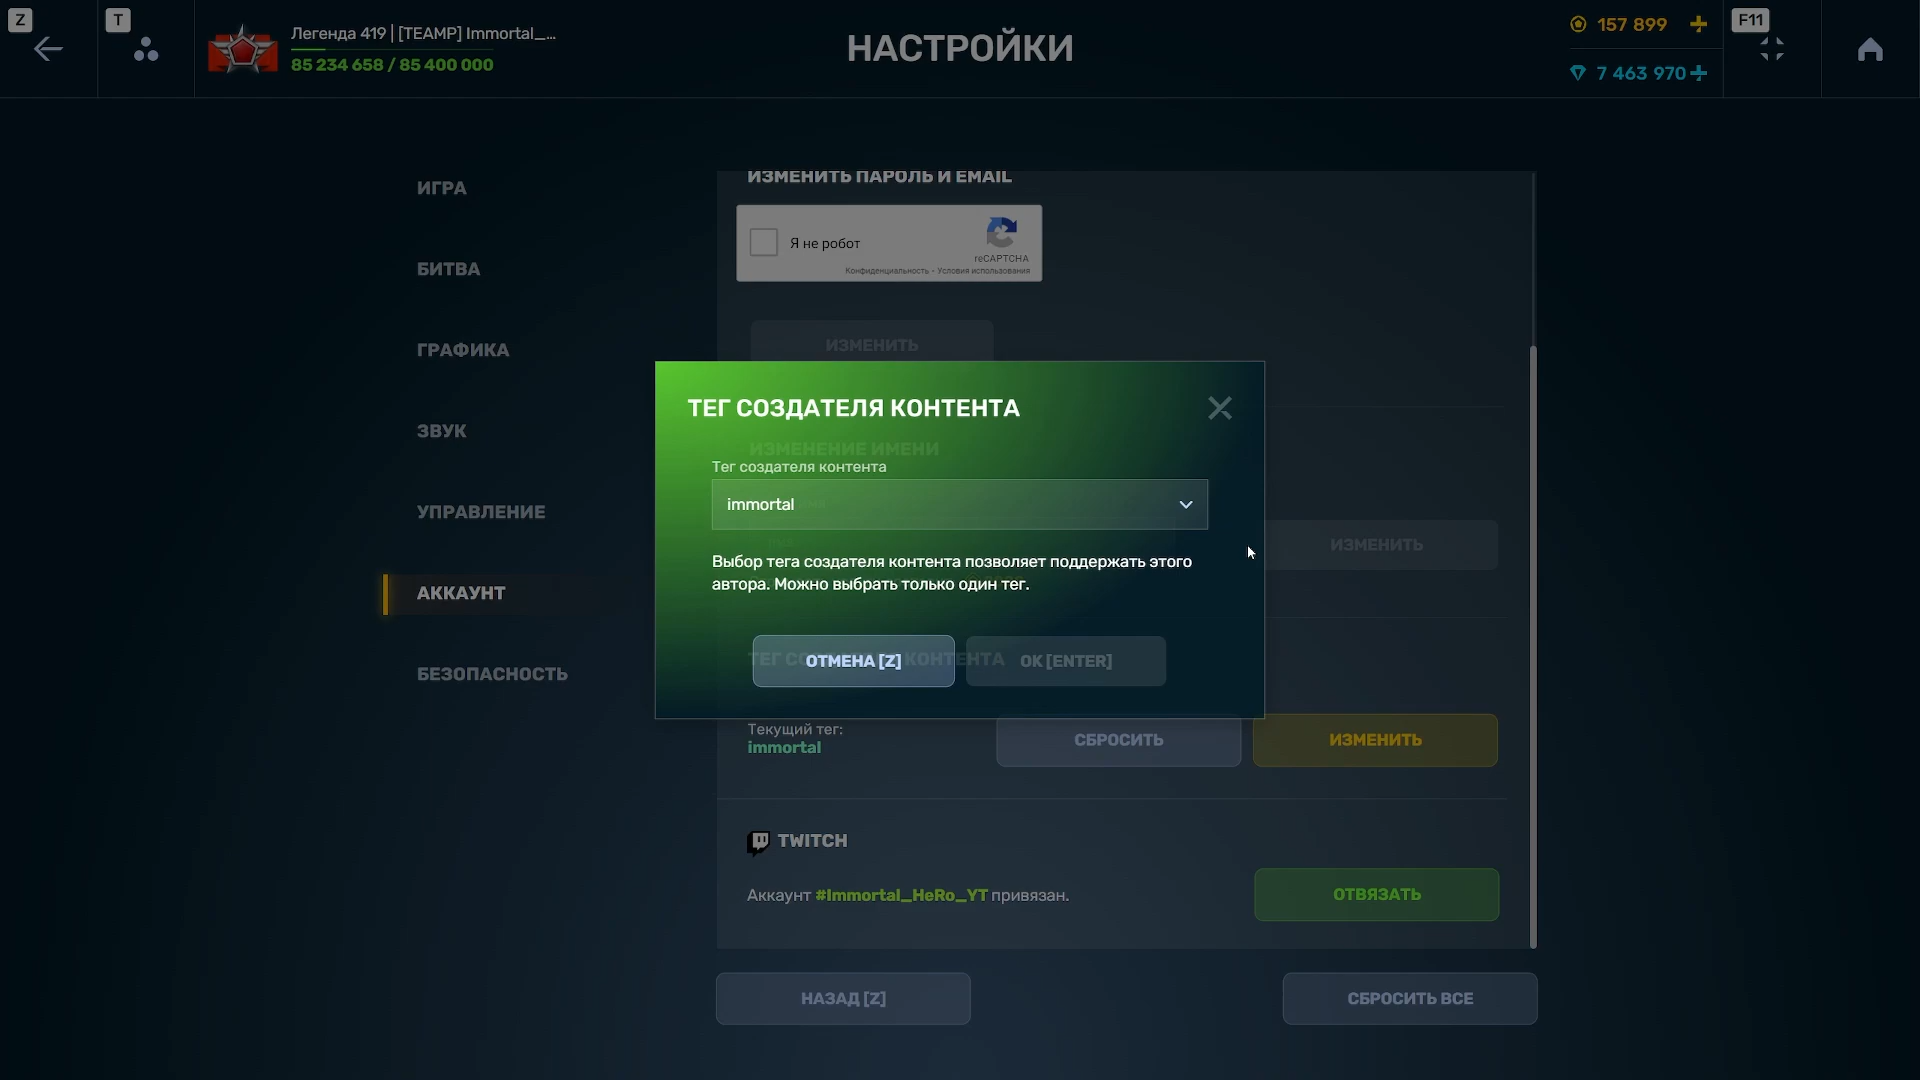 Z
T
Легенда 419 | [TEAMP] Immortal_...
85 234 658 / 85 400 000
НАСТРОЙКИ
157 899
7 463 970
F11
ИГРА
БИТВА
ГРАФИКА
ЗВУК
УПРАВЛЕНИЕ
АККАУНТ
БЕЗОПАСНОСТЬ
ИЗМЕНИТЬ ПАРОЛЬ И EMAIL
Я не робот
reCAPTCHA
Конфиденциальность - Условия использования
ИЗМЕНИТЬ
ТЕГ СОЗДАТЕЛЯ КОНТЕНТА
ИЗМЕНЕНИЕ ИМЕНИ
Тег создателя контента
immortal
ИЗМЕНИТЬ
Выбор тега создателя контента позволяет поддержать этого
автора. Можно выбрать только один тег.
ОТМЕНА [Z]
OK [ENTER]
Текущий тег:
immortal
СБРОСИТЬ
ИЗМЕНИТЬ
TWITCH
Аккаунт #Immortal_HeRo_YT привязан.
ОТВЯЗАТЬ
НАЗАД [Z]
СБРОСИТЬ ВСЕ